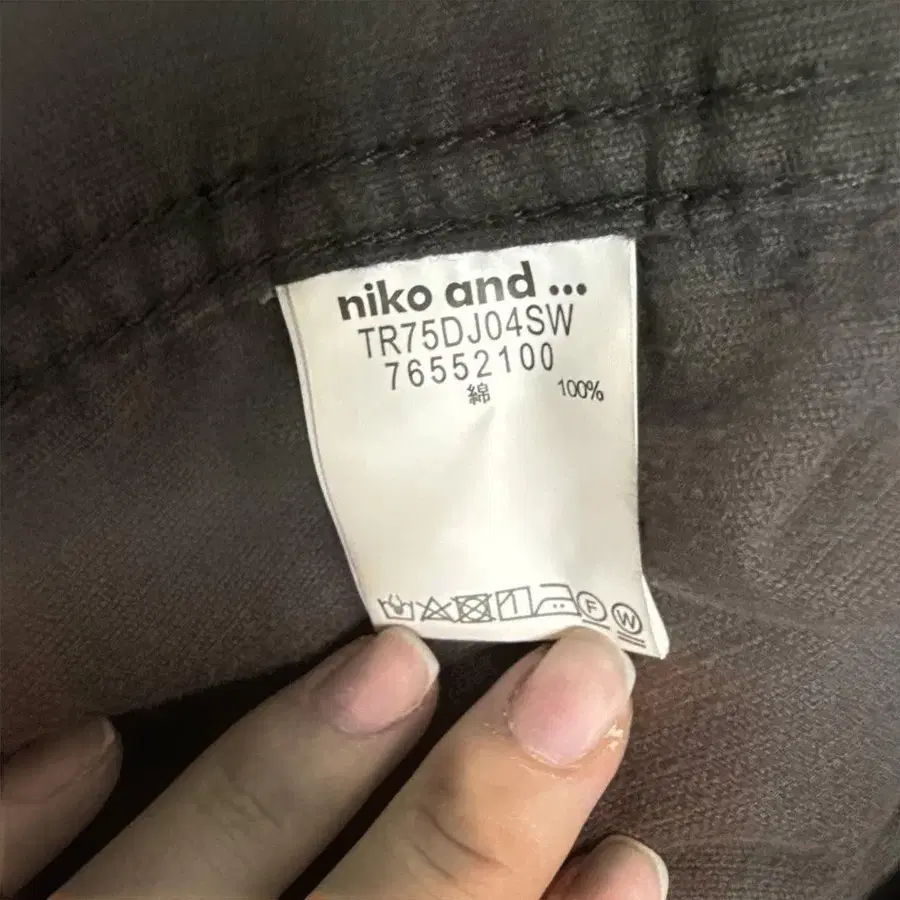 niko and ...
TR75DJ04SW
76552100
綿 100%
F W